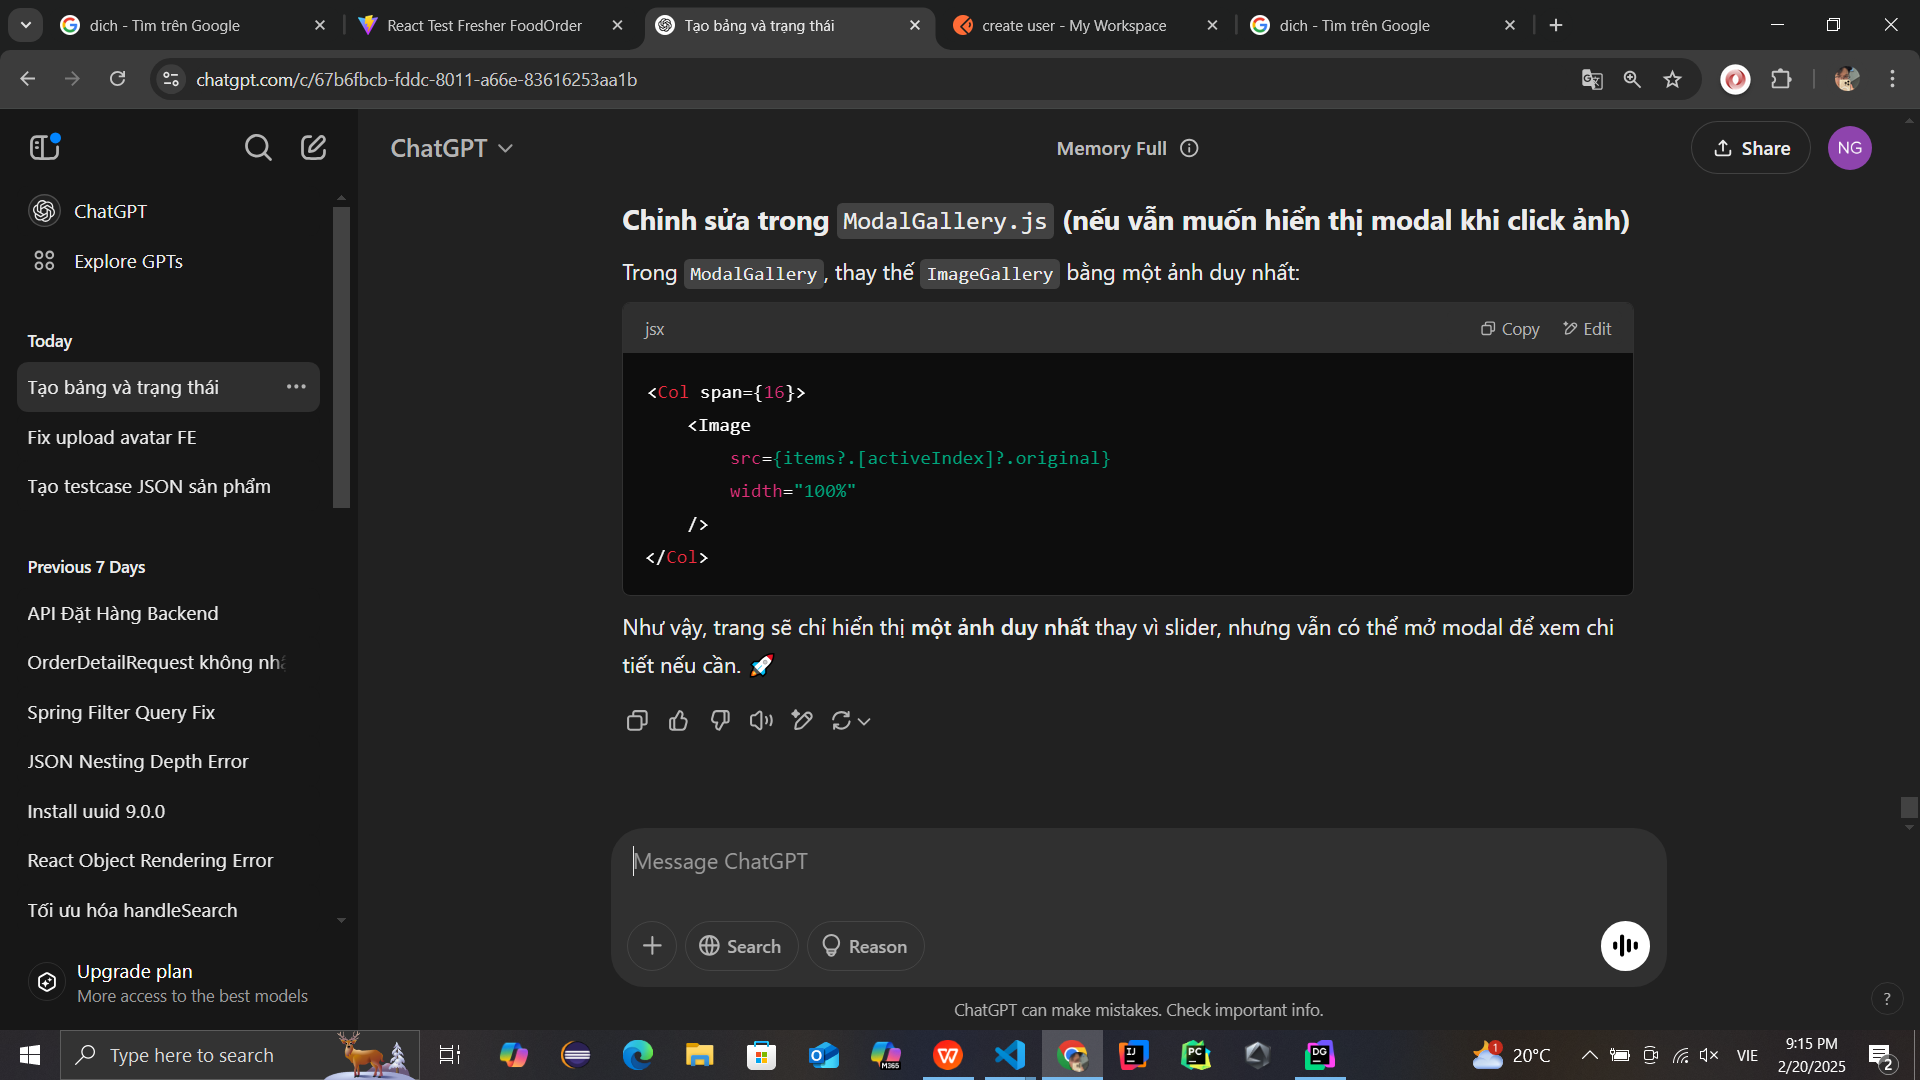 dich - Tìm trên Google
React Test Fresher FoodOrder
Tạo bảng và trạng thái
create user - My Workspace
dich - Tìm trên Google
chatgpt.com/c/67b6fbcb-fddc-8011-a66e-83616253aa1b
ChatGPT
Explore GPTs
Today
Tạo bảng và trạng thái
Fix upload avatar FE
Tạo testcase JSON sản phẩm
Previous 7 Days
API Đặt Hàng Backend
OrderDetailRequest không nhậ
Spring Filter Query Fix
JSON Nesting Depth Error
Install uuid 9.0.0
React Object Rendering Error
Tối ưu hóa handleSearch
Upgrade plan
More access to the best models
ChatGPT
Memory Full
Share
NG
Chỉnh sửa trong ModalGallery.js (nếu vẫn muốn hiển thị modal khi click ảnh)
Trong ModalGallery, thay thế ImageGallery bằng một ảnh duy nhất:
jsx
Copy
Edit
<Col span={16}>
<Image
src={items?.[activeIndex]?.original}
width="100%"
/>
</Col>
Như vậy, trang sẽ chỉ hiển thị một ảnh duy nhất thay vì slider, nhưng vẫn có thể mở modal để xem chi
tiết nếu cần. 🚀
Message ChatGPT
Search
Reason
ChatGPT can make mistakes. Check important info.
?
Type here to search
M365
IJ
PC
DG
1
20°C
VIE
9:15 PM
2/20/2025
2